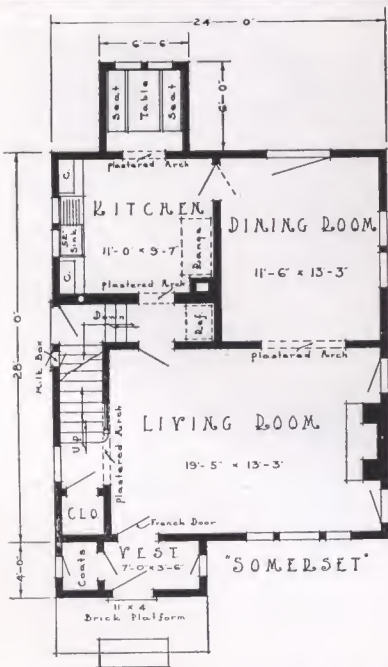 24'-0"
6'-6"
Seat
Table
Seat
6'-0"
Plastered Arch
C.
KITCHEN
52" Sink
11'-0" × 9'-7"
Range
C.
DINING ROOM
11'-6" × 13'-3"
Plastered Arch
Down
Ref.
Plastered Arch
28'-0"
Milk Box
Up
Plastered Arch
LIVING ROOM
19'-5" × 13'-3"
CLO
French Door
4'-0"
Coats
VEST
7'-0" × 3'-6"
"SOMERSET"
11 × 4
Brick Platform